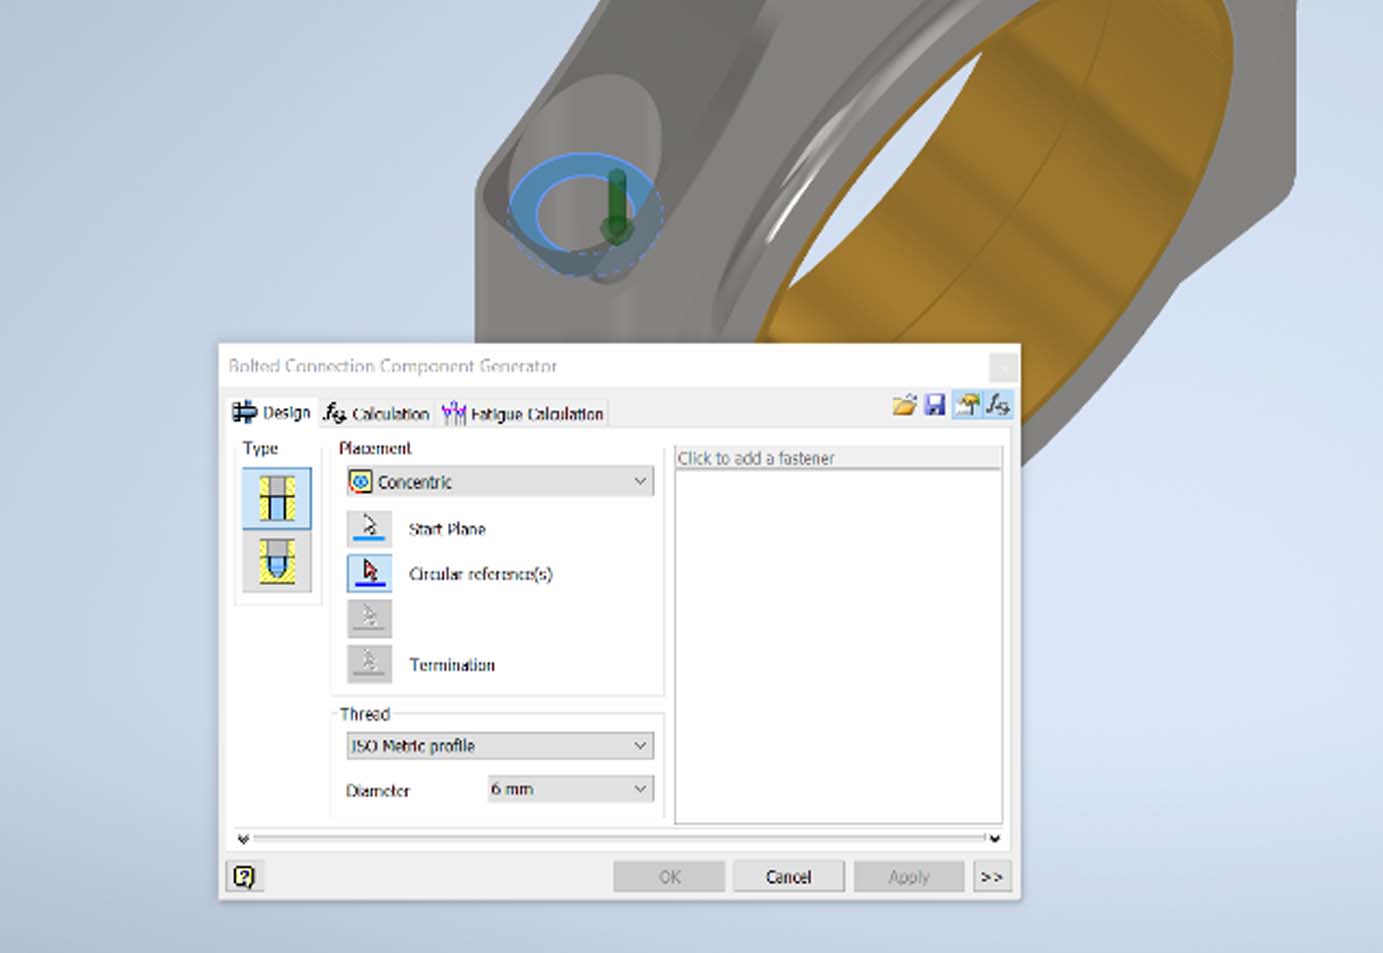 Bolted Connection Component Generator
Design
Calculation
Fatigue Calculation
Type
Placement
Concentric
Start Plane
Circular reference(s)
Termination
Thread
ISO Metric profile
Diameter
6 mm
Click to add a fastener
OK
Cancel
Apply
>>